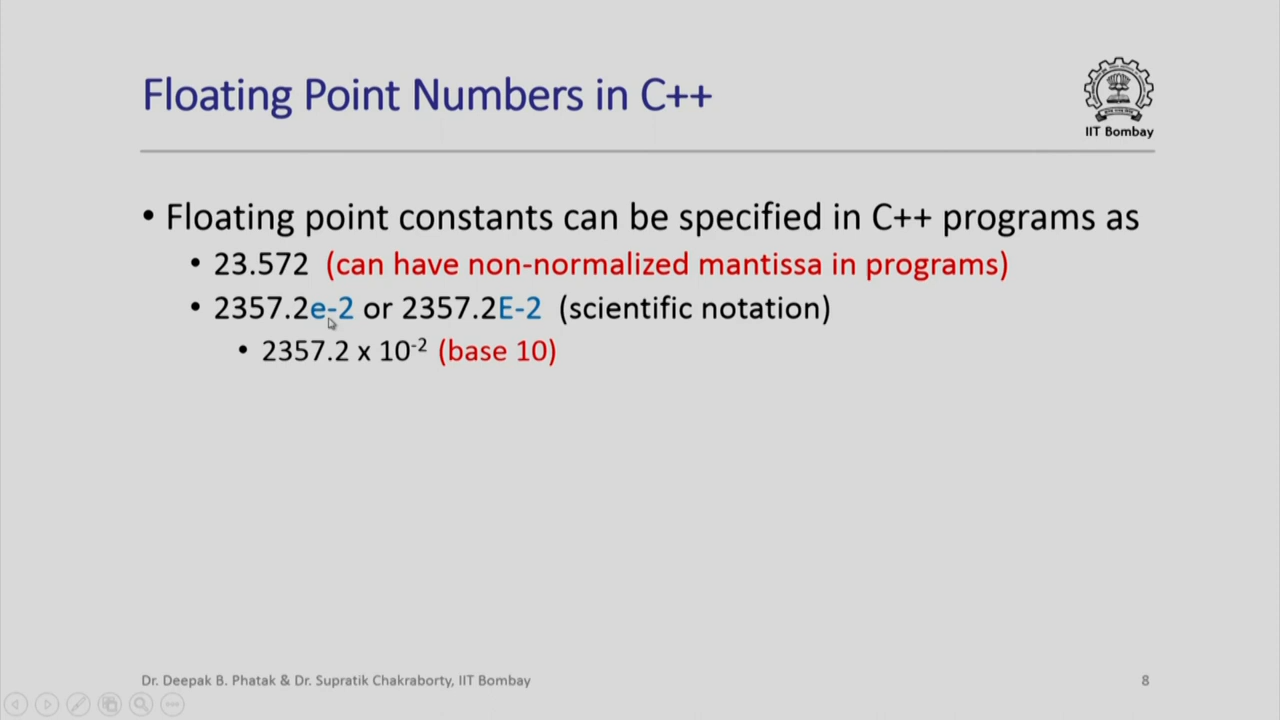 Floating Point Numbers in C++
IIT Bombay
• Floating point constants can be specified in C++ programs as
• 23.572 (can have non-normalized mantissa in programs)
• 2357.2e-2 or 2357.2E-2 (scientific notation)
• 2357.2 x 10⁻² (base 10)
Dr. Deepak B. Phatak & Dr. Supratik Chakraborty, IIT Bombay
8